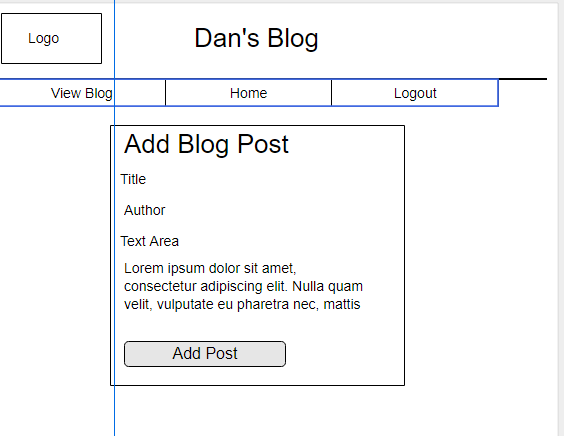 Logo
Dan's Blog
View Blog
Home
Logout
Add Blog Post
Title
Author
Text Area
Lorem ipsum dolor sit amet,
consectetur adipiscing elit. Nulla quam
velit, vulputate eu pharetra nec, mattis
Add Post